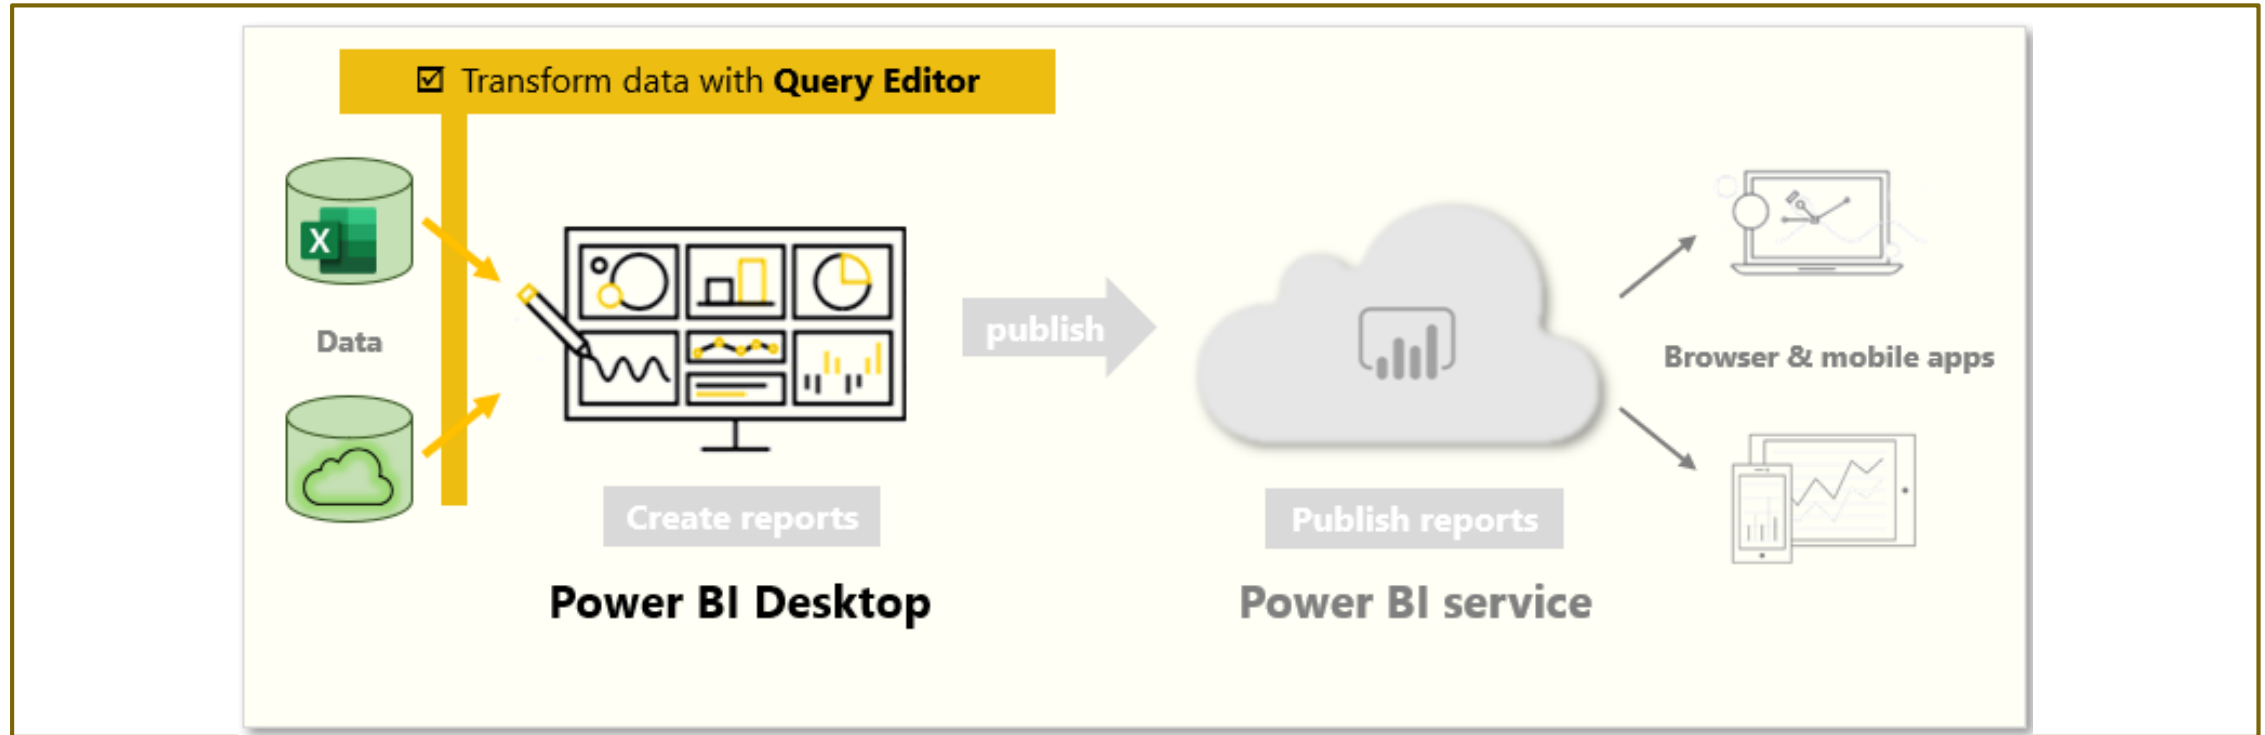 ☑ Transform data with Query Editor
X
Data
publish
Browser & mobile apps
Create reports
Publish reports
Power BI Desktop
Power BI service